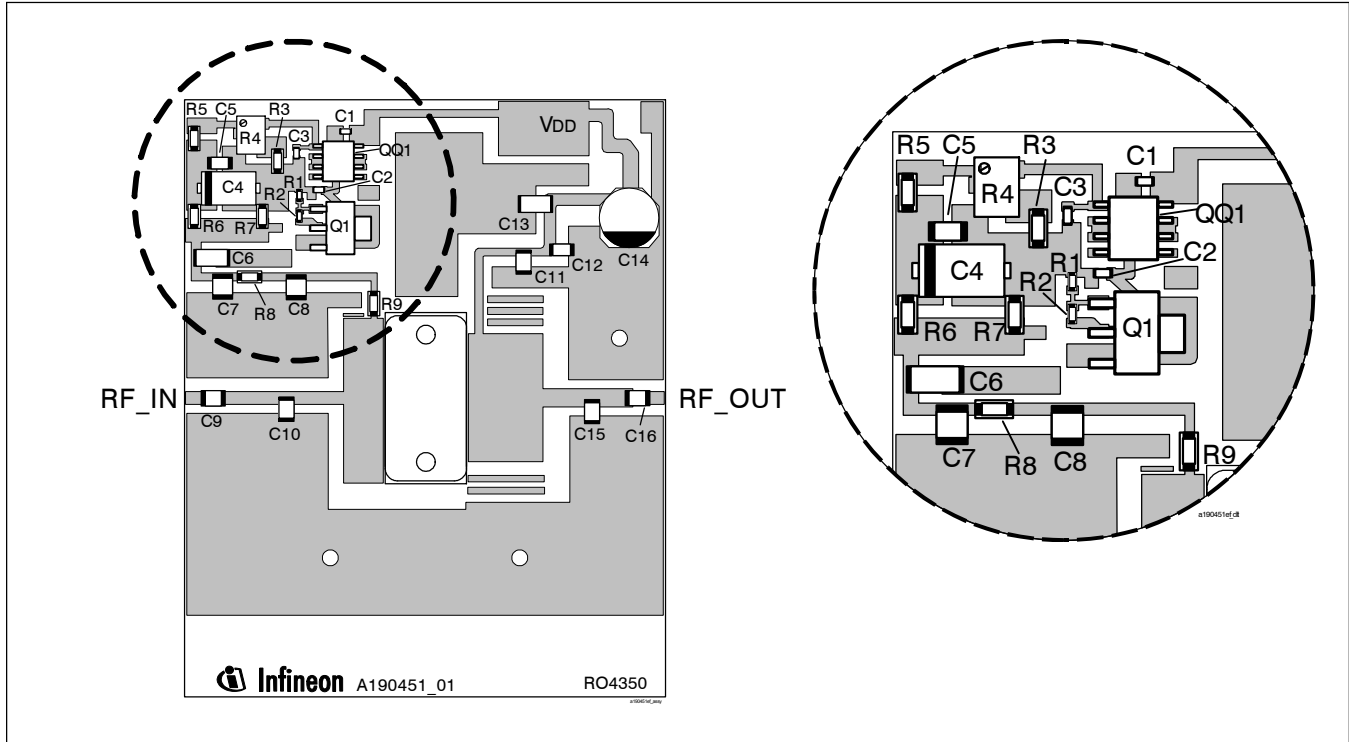 R5
C5
R3
C1
R4
C3
VDD
QQ1
C4
R1
C2
R2
R6
R7
Q1
C13
C6
C12
C14
C11
C7
R8
C8
R9
RF_IN
RF_OUT
C9
C10
C15
C16
Infineon A190451_01 RO4350
a190451ef_assy
C5
R3
C1
R5
R4
C3
QQ1
C4
R1
C2
R2
R6
R7
Q1
C6
C7
R8
C8
R9
a190451ef_dtl